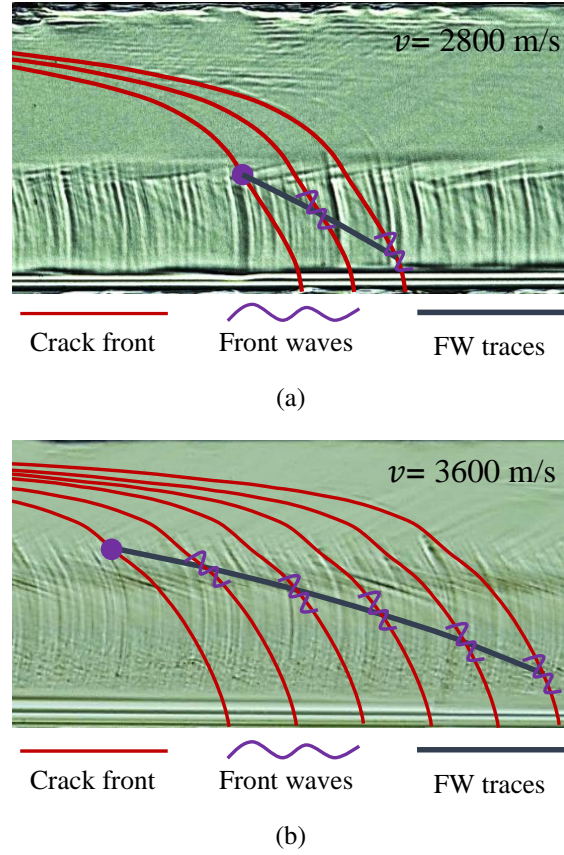 v= 2800 m/s
Crack front
Front waves
FW traces
(a)
v= 3600 m/s
Crack front
Front waves
FW traces
(b)